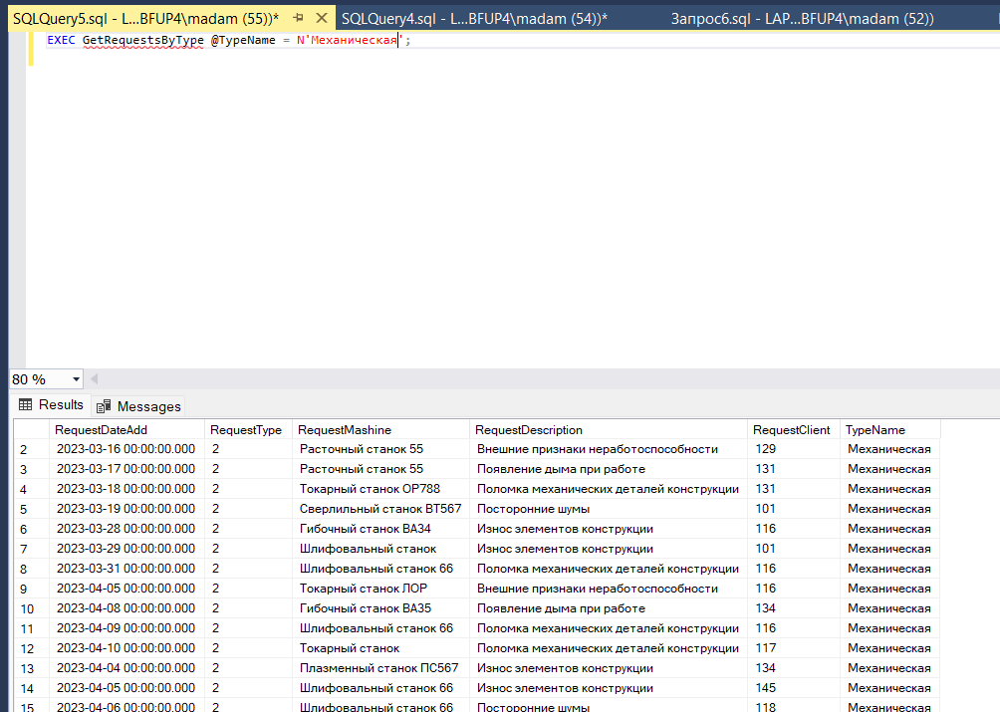 SQLQuery5.sql - L...BFUP4\madam (55))* SQLQuery4.sql - L...BFUP4\madam (54))* Запрос6.sql - LAP...BFUP4\madam (52))
EXEC GetRequestsByType @TypeName = N'Механическая';
80 %
Results Messages
RequestDateAdd RequestType RequestMashine RequestDescription RequestClient TypeName
2 2023-03-16 00:00:00.000 2 Расточный станок 55 Внешние признаки неработоспособности 129 Механическая
3 2023-03-17 00:00:00.000 2 Расточный станок 55 Появление дыма при работе 131 Механическая
4 2023-03-18 00:00:00.000 2 Токарный станок ОР788 Поломка механических деталей конструкции 131 Механическая
5 2023-03-19 00:00:00.000 2 Сверлильный станок ВТ567 Посторонние шумы 101 Механическая
6 2023-03-28 00:00:00.000 2 Гибочный станок ВА34 Износ элементов конструкции 116 Механическая
7 2023-03-29 00:00:00.000 2 Шлифовальный станок Износ элементов конструкции 101 Механическая
8 2023-03-31 00:00:00.000 2 Шлифовальный станок 66 Поломка механических деталей конструкции 116 Механическая
9 2023-04-05 00:00:00.000 2 Токарный станок ЛОР Внешние признаки неработоспособности 116 Механическая
10 2023-04-08 00:00:00.000 2 Гибочный станок ВА35 Появление дыма при работе 134 Механическая
11 2023-04-09 00:00:00.000 2 Шлифовальный станок 66 Поломка механических деталей конструкции 116 Механическая
12 2023-04-10 00:00:00.000 2 Токарный станок Поломка механических деталей конструкции 117 Механическая
13 2023-04-04 00:00:00.000 2 Плазменный станок ПС567 Износ элементов конструкции 134 Механическая
14 2023-04-05 00:00:00.000 2 Шлифовальный станок 66 Износ элементов конструкции 145 Механическая
15 2023-04-06 00:00:00.000 2 Шлифовальный станок 66 Посторонние шумы 118 Механическая